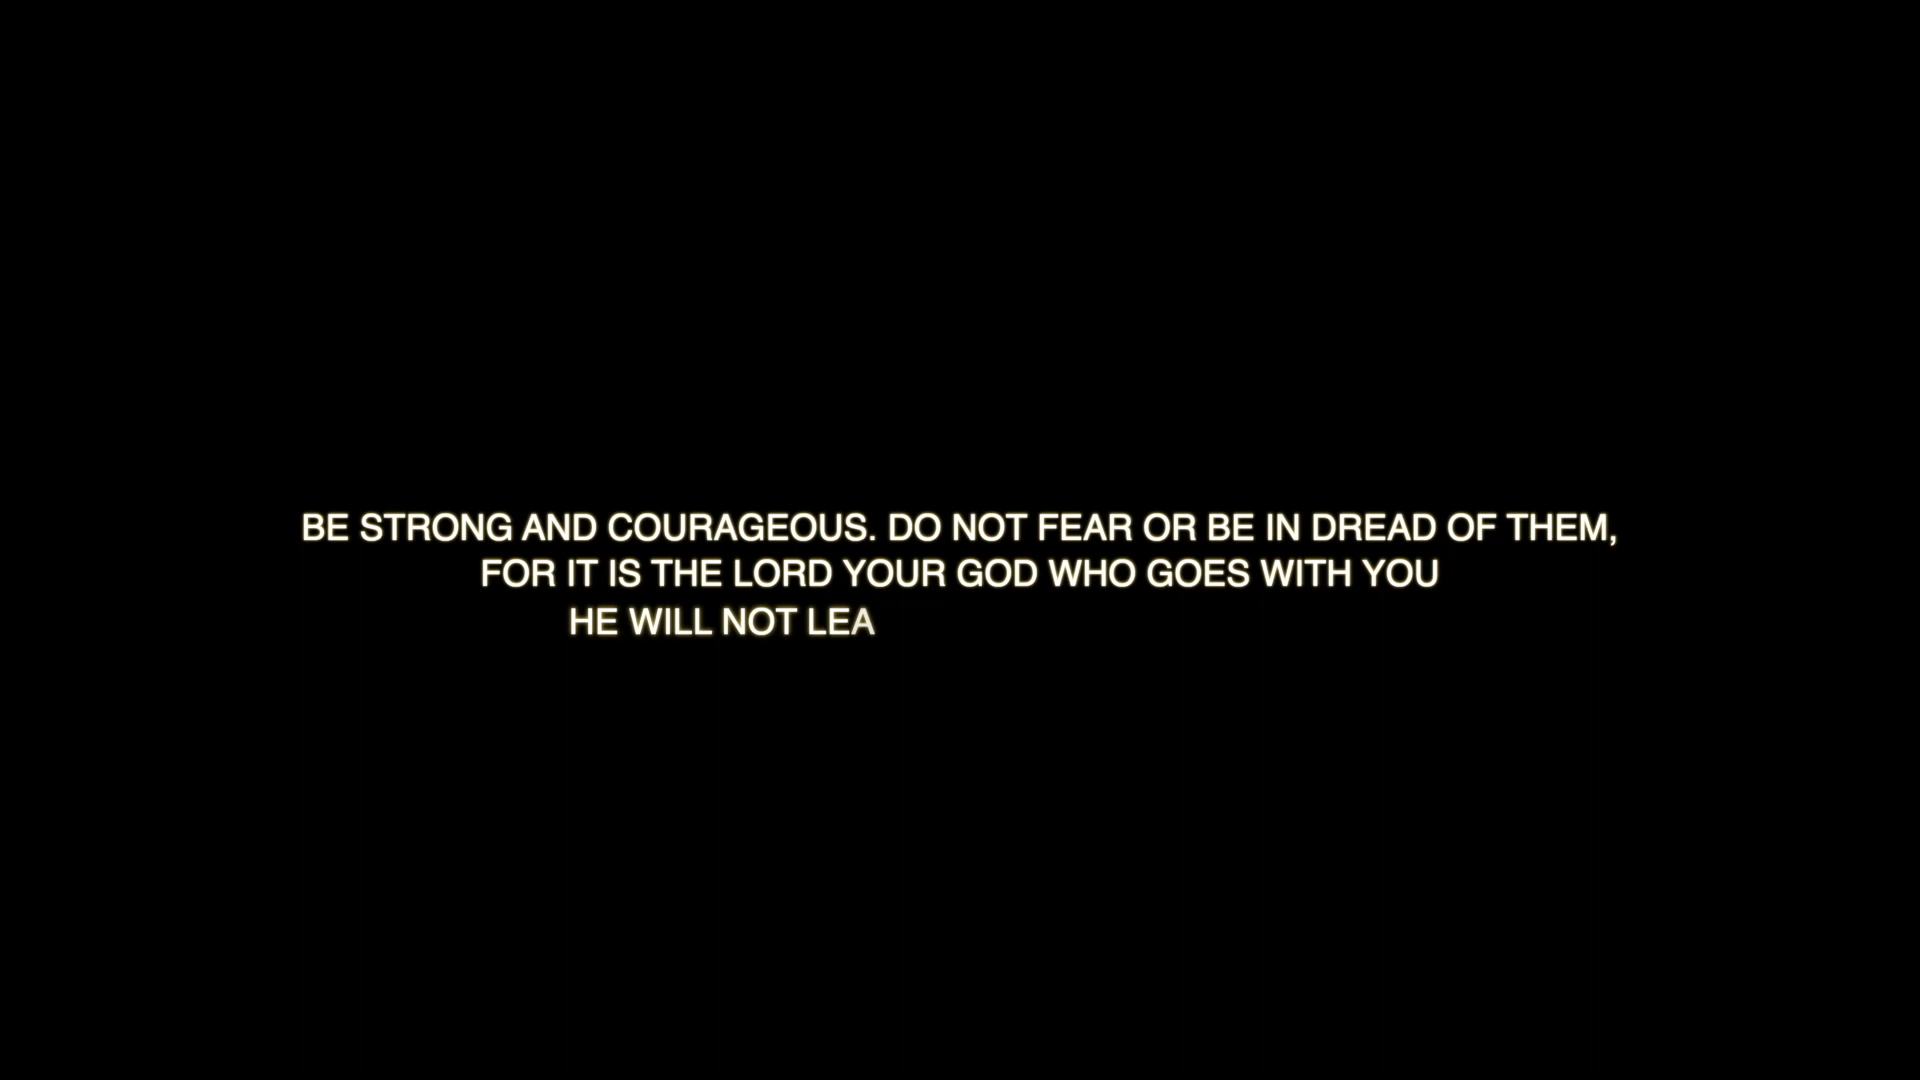 BE STRONG AND COURAGEOUS. DO NOT FEAR OR BE IN DREAD OF THEM,
FOR IT IS THE LORD YOUR GOD WHO GOES WITH YOU
HE WILL NOT LEA